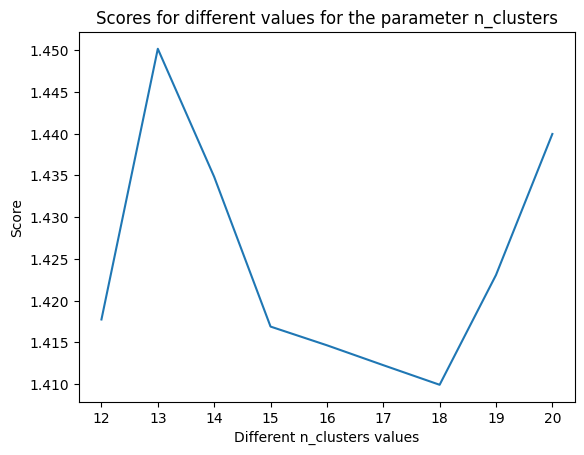 Scores for different values for the parameter n_clusters
1.450
1.445
1.440
1.435
1.430
1.425
1.420
1.415
1.410
Score
12 13 14 15 16 17 18 19 20
Different n_clusters values